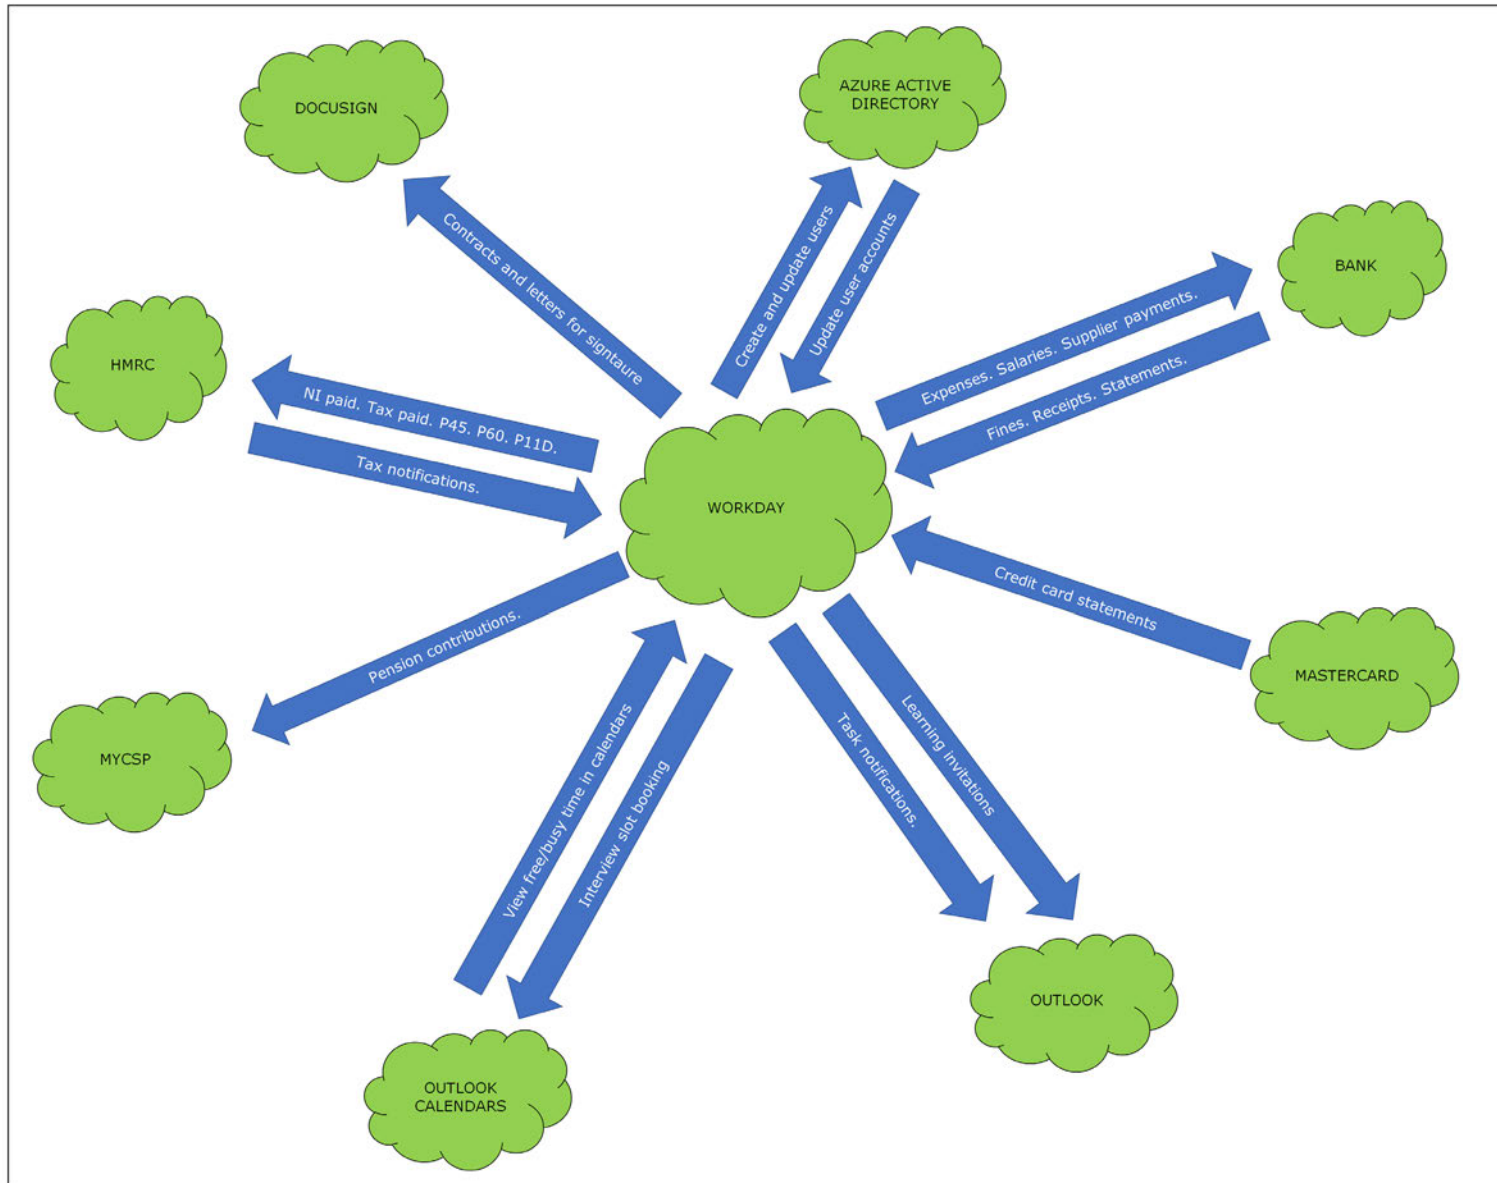 DOCUSIGN
AZURE ACTIVE
DIRECTORY
BANK
HMRC
WORKDAY
MASTERCARD
MYCSP
OUTLOOK
OUTLOOK
CALENDARS
Contracts and letters for signtaure
Create and update users
Update user accounts
Expenses. Salaries. Supplier payments.
Fines. Receipts. Statements.
NI paid. Tax paid. P45. P60. P11D.
Tax notifications.
Credit card statements
Pension contributions.
View free/busy time in calendars
Interview slot booking
Task notifications.
Learning invitations